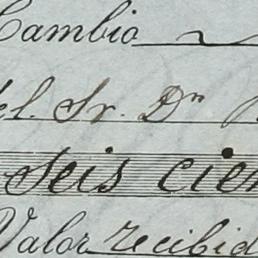 Cambio
del Sr. Dn
seis cien
Valor recibid